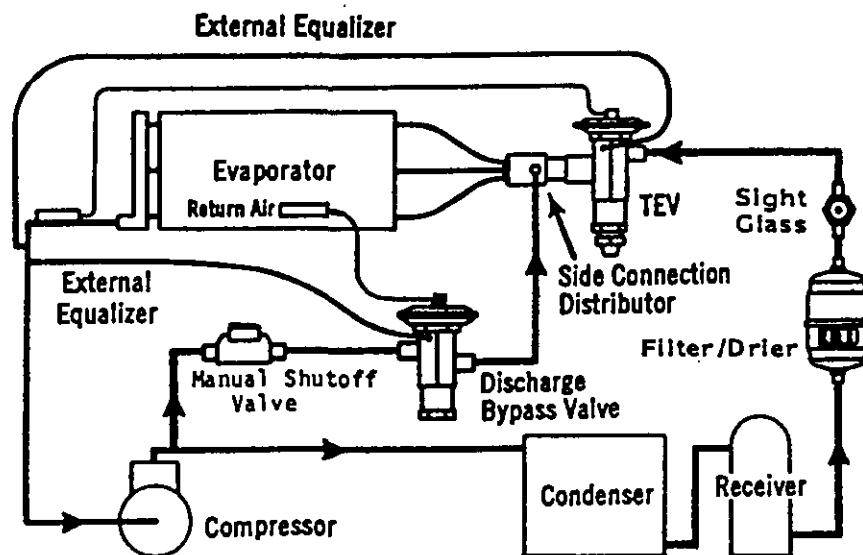 External Equalizer
Evaporator
Return Air
TEV
Sight
Glass
Side Connection
Distributor
External
Equalizer
Filter/Drier
Manual Shutoff
Valve
Discharge
Bypass Valve
Condenser
Receiver
Compressor